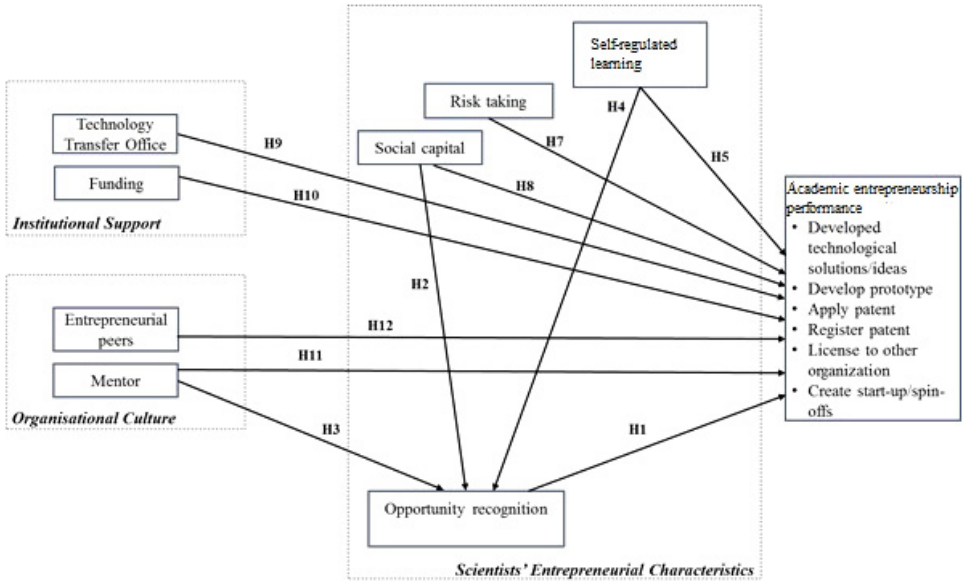 Self-regulated
learning
H4
Risk taking
Technology
Transfer Office
H9
H7
Social capital
H5
Funding
H10
H8
Institutional Support
Academic entrepreneurship
performance
• Developed
technological
solutions/ideas
• Develop prototype
• Apply patent
• Register patent
• License to other
organization
• Create start-up/spin-
offs
H2
Entrepreneurial
peers
H12
H11
Mentor
Organisational Culture
H3
H1
Opportunity recognition
Scientists' Entrepreneurial Characteristics